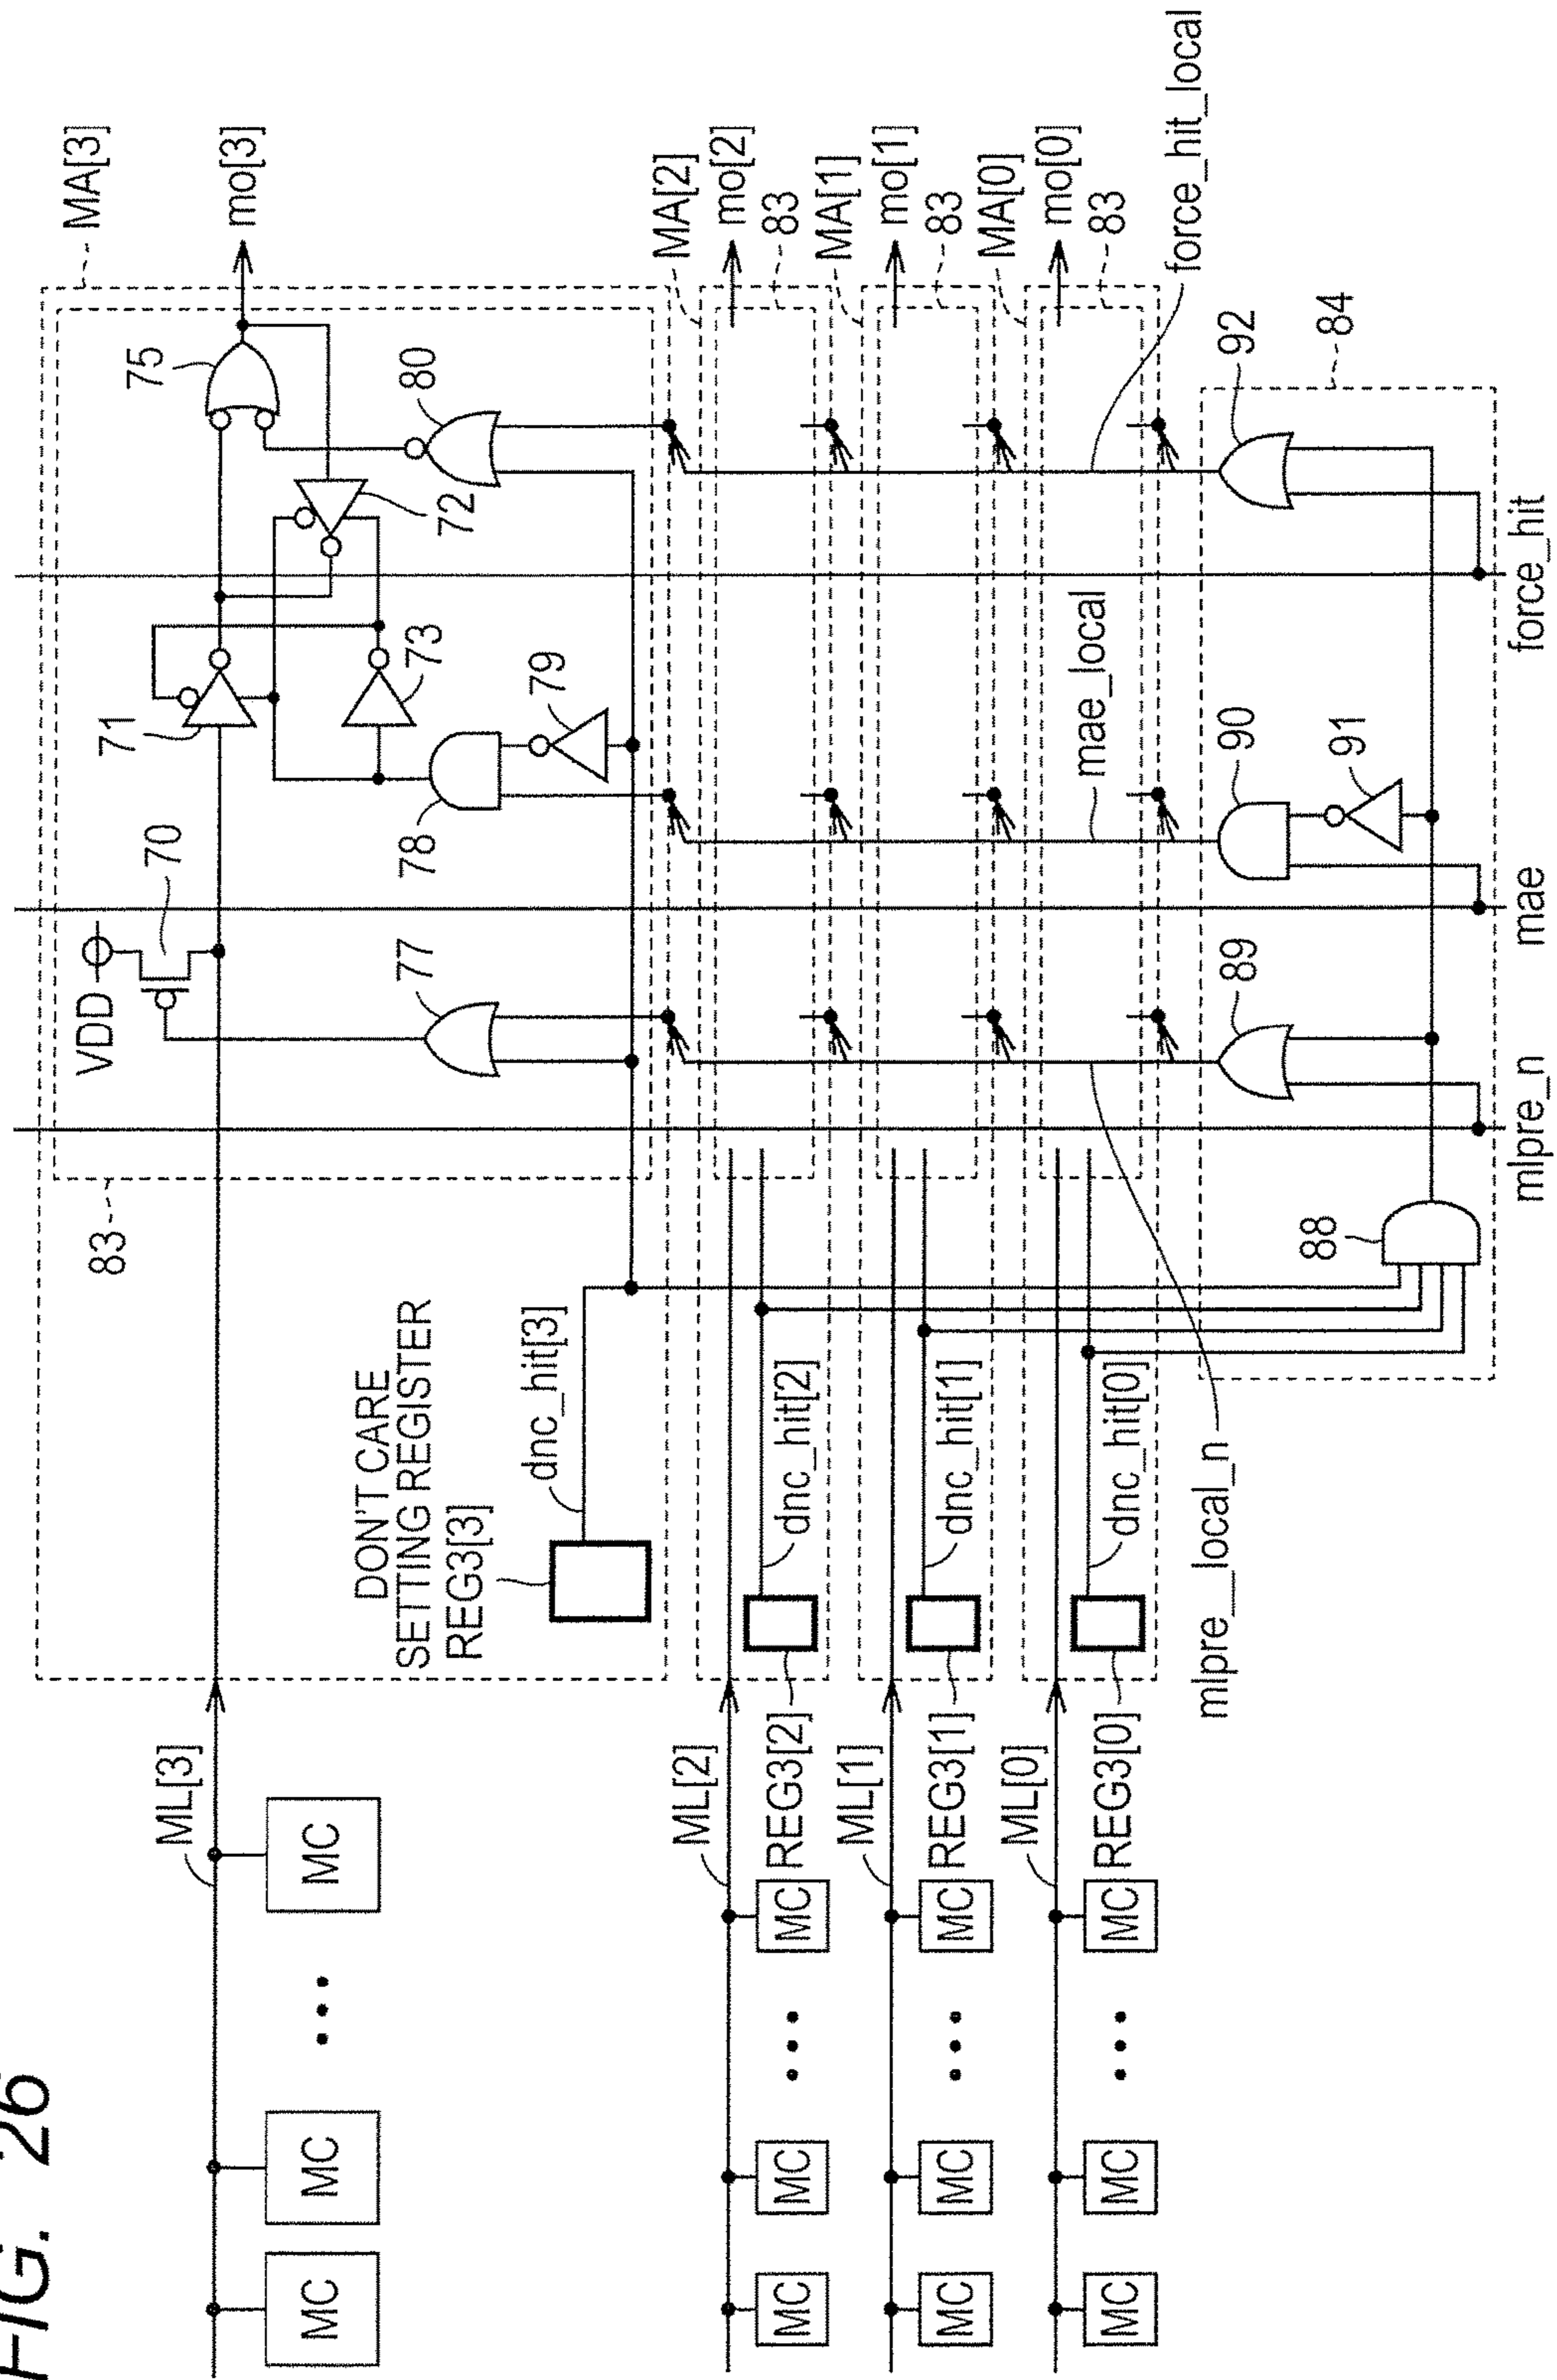 FIG. 26
MA[3]
mo[3]
75
80
72
71
73
79
78
VDD
70
77
83
ML[3]
MC
MC
...
MC
DON'T CARE
SETTING REGISTER
REG3[3]
dnc_hit[3]
MA[2]
mo[2]
83
ML[2]
MC
MC
...
MC
REG3[2]
dnc_hit[2]
MA[1]
mo[1]
83
ML[1]
MC
MC
...
MC
REG3[1]
dnc_hit[1]
MA[0]
mo[0]
83
ML[0]
MC
MC
...
MC
REG3[0]
dnc_hit[0]
mae_local
force_hit_local
mlpre_local_n
92
84
90
91
89
88
mlpre_n
mae
force_hit